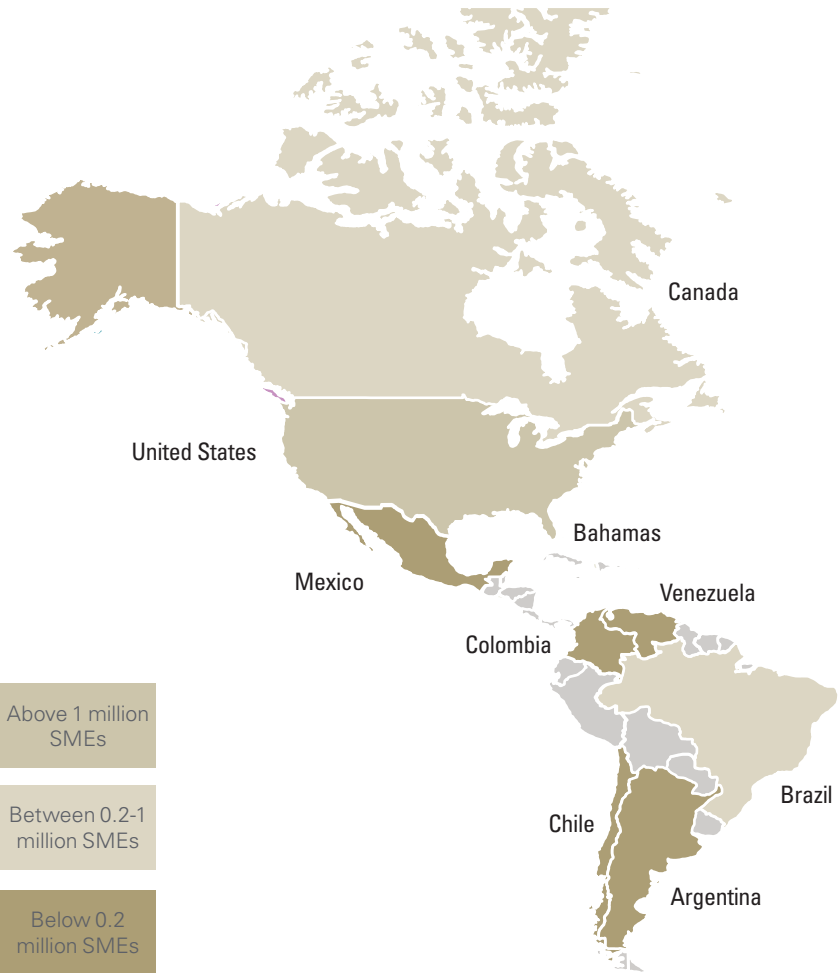 Canada
United States
Bahamas
Mexico
Venezuela
Colombia
Above 1 million
SMEs
Between 0.2-1
million SMEs
Brazil
Chile
Argentina
Below 0.2
million SMEs